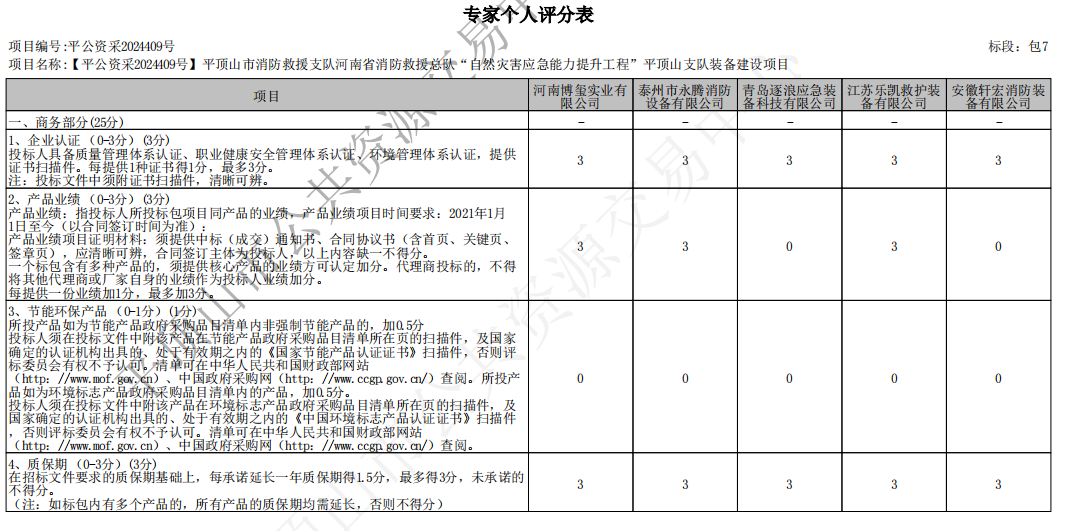 专家个人评分表
项目编号:平公资采2024409号
标段：包7
项目名称:【平公资采2024409号】平顶山市消防救援支队河南省消防救援总队“自然灾害应急能力提升工程”平顶山支队装备建设项目
项目
河南博玺实业有限公司
泰州市永腾消防设备有限公司
青岛逐浪应急装备科技有限公司
江苏乐凯救护装备有限公司
安徽轩宏消防装备有限公司
一、商务部分(25分)
－ － － － －
1、企业认证（0-3分）(3分)
投标人具备质量管理体系认证、职业健康安全管理体系认证、环境管理体系认证，提供
证书扫描件。每提供1种证书得1分，最多3分。
注：投标文件中须附证书扫描件，清晰可辨。
3 3 3 3 3
2、产品业绩（0-3分）(3分)
产品业绩：指投标人所投标包项目同产品的业绩，产品业绩项目时间要求：2021年1月
1日至今（以合同签订时间为准）；
产品业绩项目证明材料：须提供中标（成交）通知书、合同协议书（含首页、关键页、
签章页），应清晰可辨，合同签订主体为投标人，以上内容缺一不得分。
一个标包含有多种产品的，须提供核心产品的业绩方可认定加分。代理商投标的，不得
将其他代理商或厂家自身的业绩作为投标人业绩加分。
每提供一份业绩加1分，最多加3分。
3 3 0 3 0
3、节能环保产品（0-1分）(1分)
所投产品如为节能产品政府采购品目清单内非强制节能产品的，加0.5分
投标人须在投标文件中附该产品在节能产品政府采购品目清单所在页的扫描件，及国家
确定的认证机构出具的、处于有效期之内的《国家节能产品认证证书》扫描件，否则评
标委员会有权不予认可。清单可在中华人民共和国财政部网站
（http：//www.mof.gov.cn）、中国政府采购网（http：//www.ccgp.gov.cn/）查阅。所投产
品如为环境标志产品政府采购品目清单内的产品，加0.5分。
投标人须在投标文件中附该产品在环境标志产品政府采购品目清单所在页的扫描件，及
国家确定的认证机构出具的、处于有效期之内的《中国环境标志产品认证证书》扫描件
，否则评标委员会有权不予认可。清单可在中华人民共和国财政部网站
（http：//www.mof.gov.cn）、中国政府采购网（http：//www.ccgp.gov.cn/）查阅。
0 0 0 0 0
4、质保期（0-3分）(3分)
在招标文件要求的质保期基础上，每承诺延长一年质保期得1.5分，最多得3分，未承诺的
不得分。
（注：如标包内有多个产品的，所有产品的质保期均需延长，否则不得分）
3 3 3 3 3
平顶山市公共资源交易中